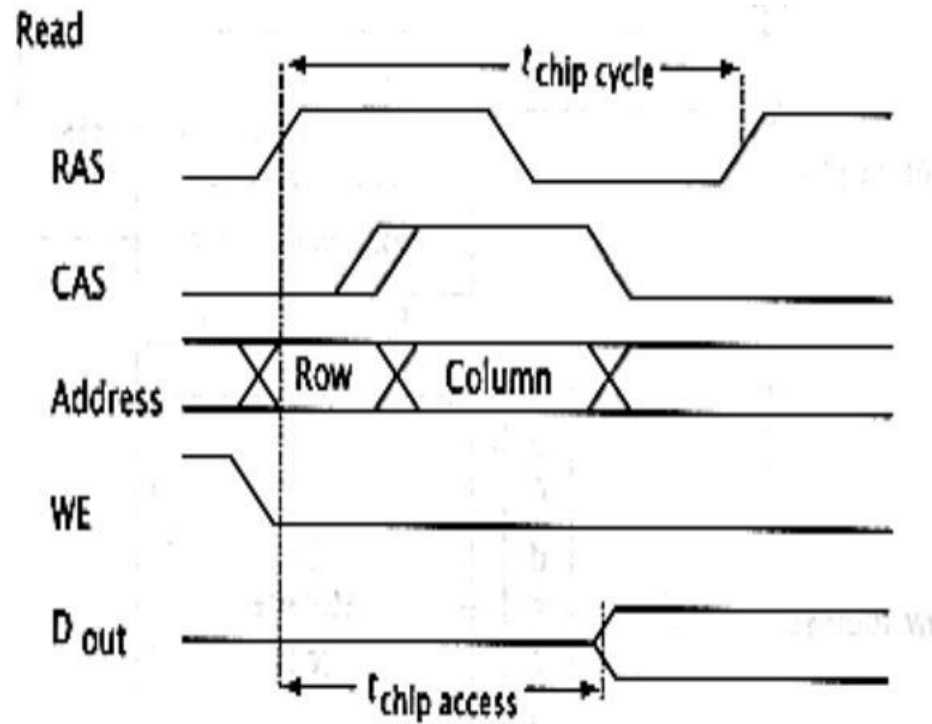 Read
t chip cycle
RAS
CAS
Address
Row
Column
WE
D out
t chip access